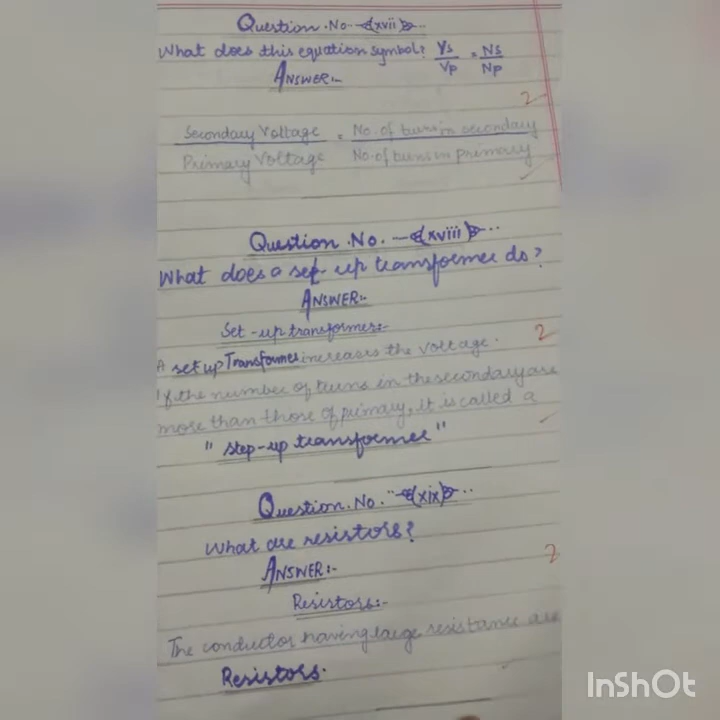 Question .No. (xvii) ...
What does this equation symbol? Vs/Vp = Ns/Np
ANSWER:-
2
Secondary Voltage = No. of turns in secondary
Primary Voltage No. of turns in primary
Question .No. (xviii) ...
What does a set-up transformer do?
ANSWER:-
Set-up transformer:-
2
A set up Transformer increases the voltage.
If the number of turns in the secondary are
more than those of primary, it is called a
"step-up transformer"
Question .No. (xix) ...
What are resistors?
ANSWER:-
2
Resistors:-
The conductor having large resistance are
Resistors.
InShOt